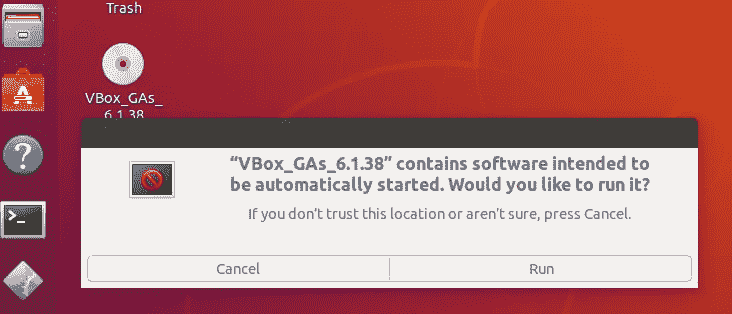 Trash
VBox_GAs_
6.1.38
“VBox_GAs_6.1.38” contains software intended to
be automatically started. Would you like to run it?
If you don’t trust this location or aren’t sure, press Cancel.
Cancel
Run